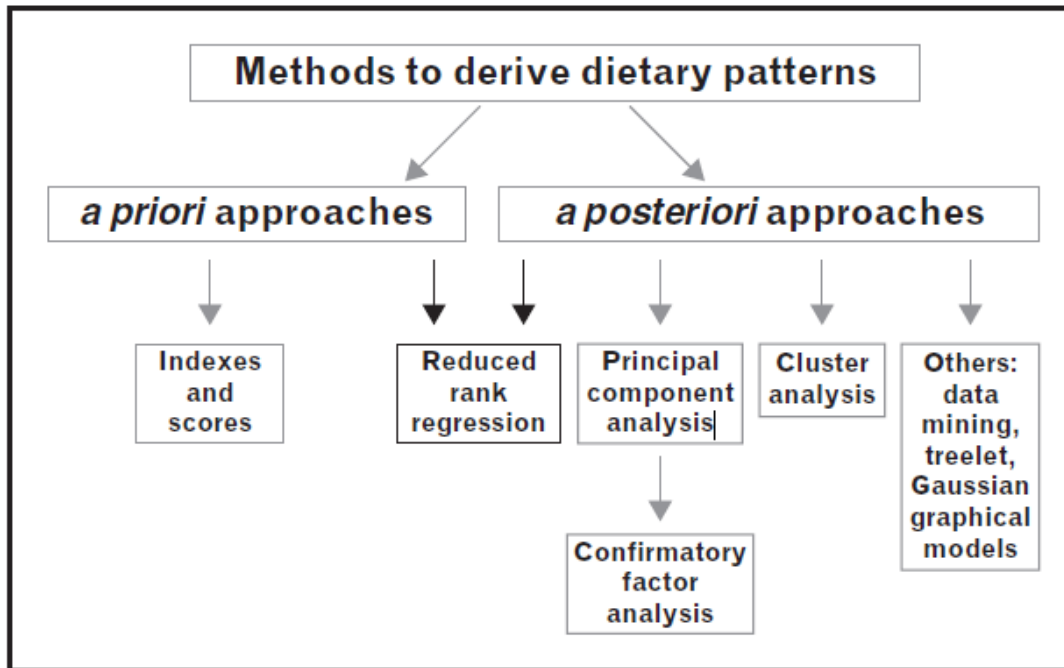 Methods to derive dietary patterns
a priori approaches
a posteriori approaches
Indexes
and
scores
Reduced
rank
regression
Principal
component
analysis
Cluster
analysis
Others:
data
mining,
treelet,
Gaussian
graphical
models
Confirmatory
factor
analysis